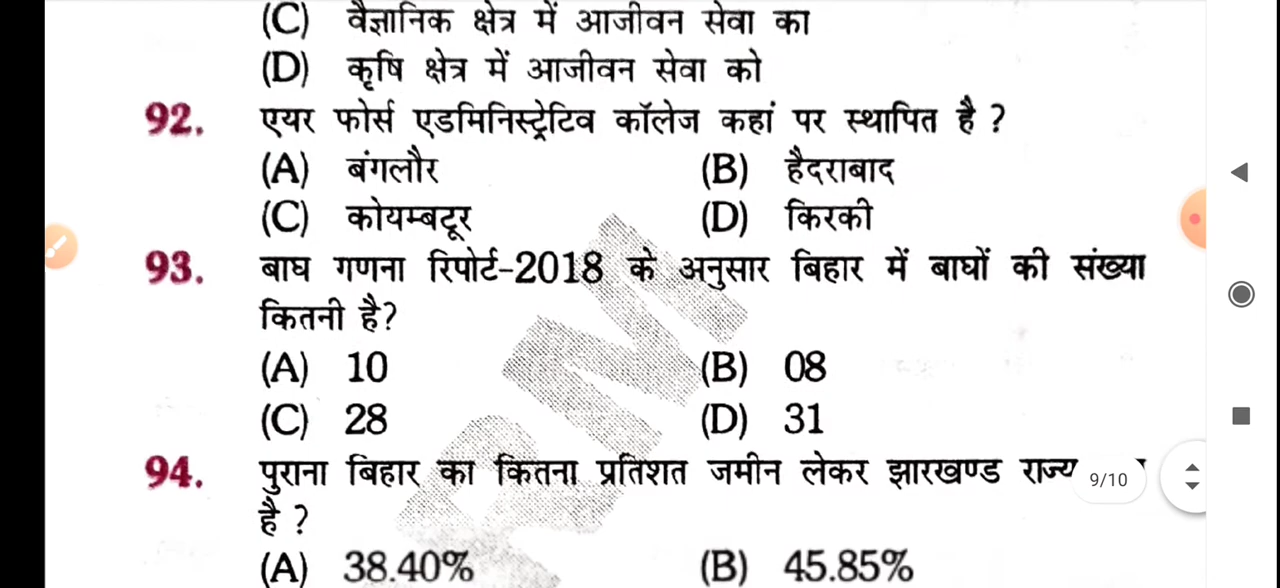 (C) वैज्ञानिक क्षेत्र में आजीवन सेवा का
(D) कृषि क्षेत्र में आजीवन सेवा को
92. एयर फोर्स एडमिनिस्ट्रेटिव कॉलेज कहां पर स्थापित है ?
(A) बंगलौर (B) हैदराबाद
(C) कोयम्बटूर (D) किरकी
93. बाघ गणना रिपोर्ट-2018 के अनुसार बिहार में बाघों की संख्या
कितनी है?
(A) 10 (B) 08
(C) 28 (D) 31
94. पुराना बिहार का कितना प्रतिशत जमीन लेकर झारखण्ड राज्य
9/10
है ?
(A) 38.40% (B) 45.85%